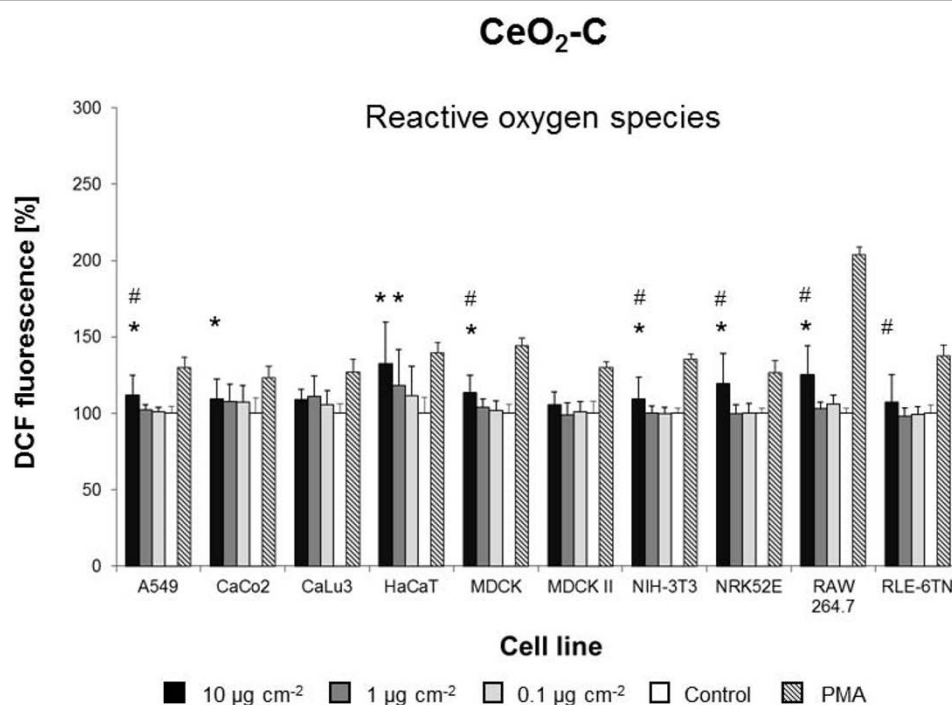 CeO₂-C
Reactive oxygen species
DCF fluorescence [%]
300
250
200
150
100
50
0
# # # # # #
* * * * * * * *
A549 CaCo2 CaLu3 HaCaT MDCK MDCK II NIH-3T3 NRK52E RAW 264.7 RLE-6TN
Cell line
10 µg cm⁻² 1 µg cm⁻² 0.1 µg cm⁻² Control PMA